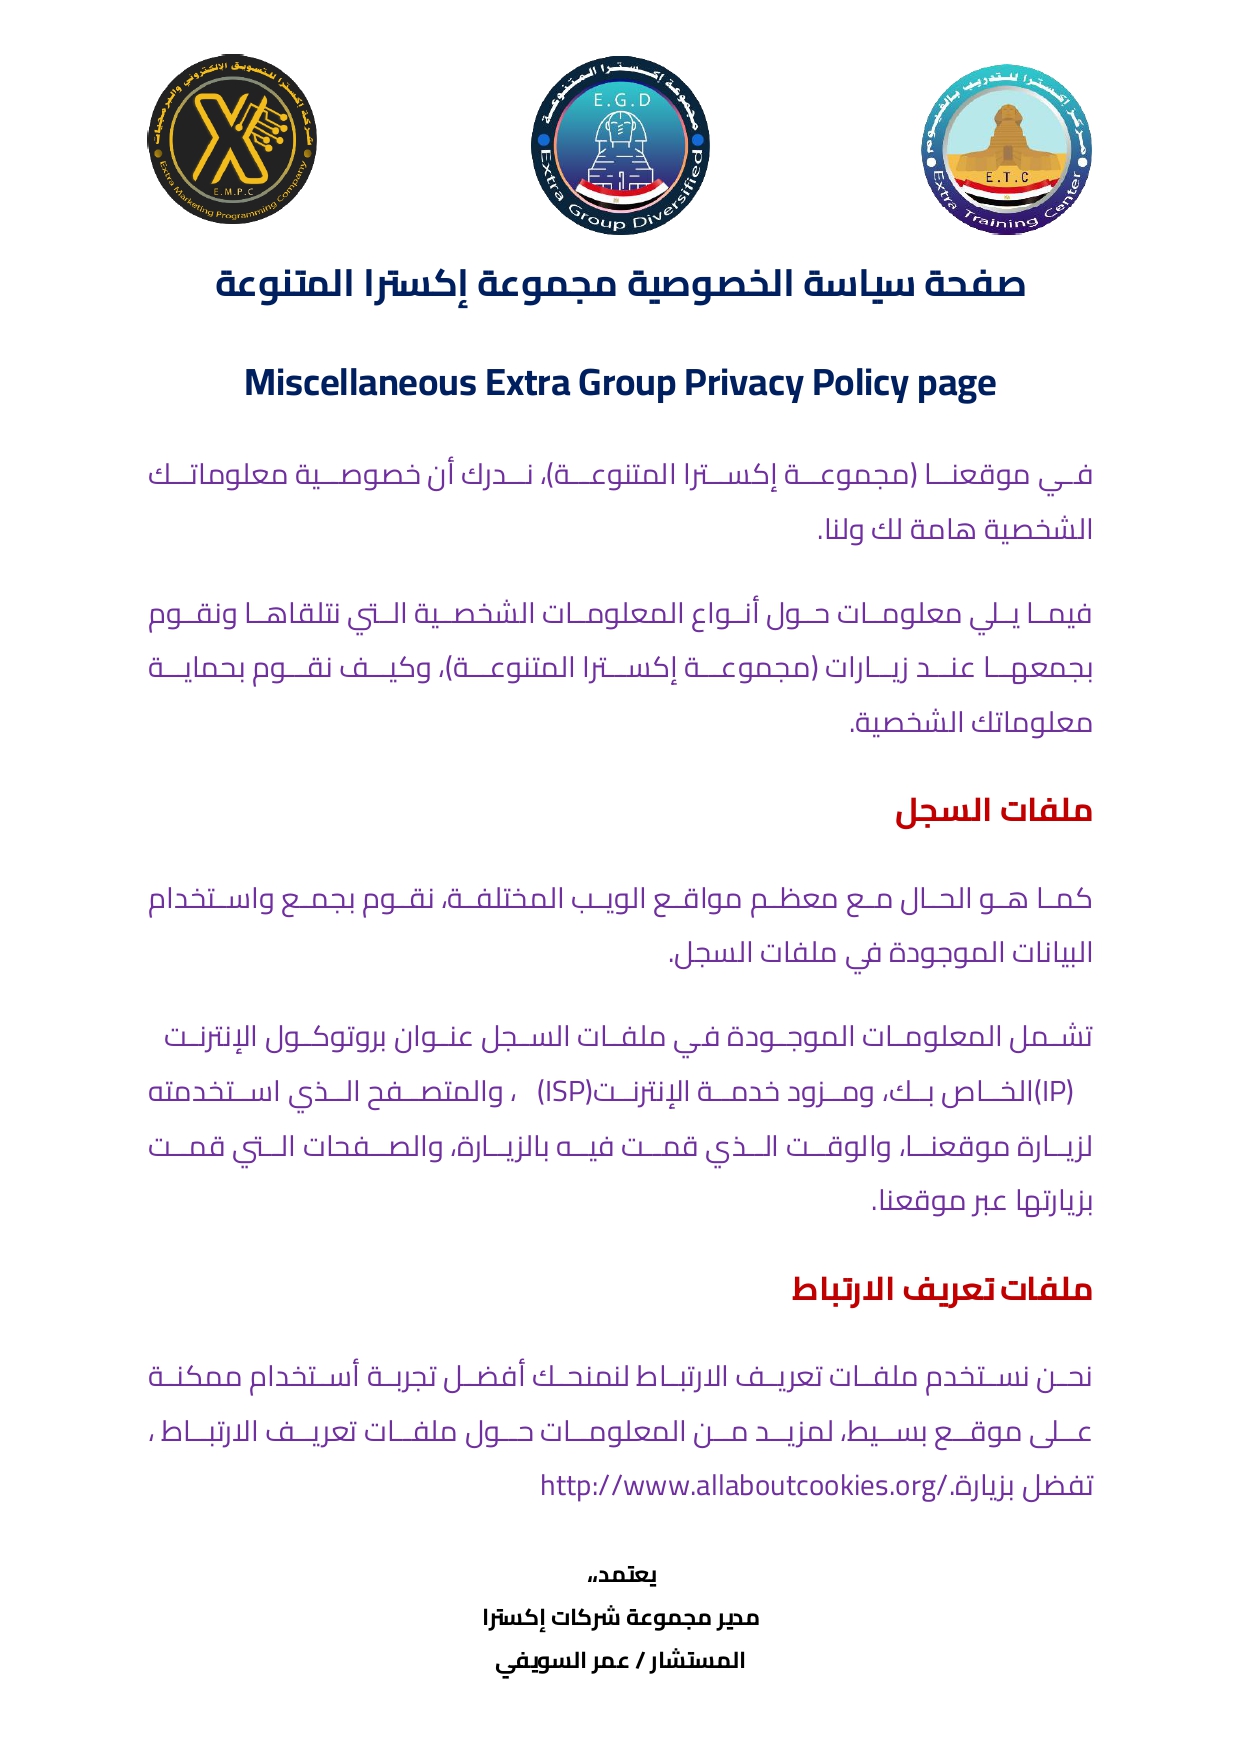 شركة إكسترا للتسويق الالكتروني والبرمجيات
E.M.P.C
Extra Marketing Programming Company
مجموعة إكسترا المتنوعة
E.G.D
Extra Group Diversified
مركز إكسترا للتدريب بالفيوم
E.T.C
Extra Training Center
صفحة سياسة الخصوصية مجموعة إكسترا المتنوعة
Miscellaneous Extra Group Privacy Policy page
في موقعنا (مجموعة إكسترا المتنوعة)، ندرك أن خصوصية معلوماتك
الشخصية هامة لك ولنا.
فيما يلي معلومات حول أنواع المعلومات الشخصية التي نتلقاها ونقوم
بجمعها عند زيارات (مجموعة إكسترا المتنوعة)، وكيف نقوم بحماية
معلوماتك الشخصية.
ملفات السجل
كما هو الحال مع معظم مواقع الويب المختلفة، نقوم بجمع واستخدام
البيانات الموجودة في ملفات السجل.
تشمل المعلومات الموجودة في ملفات السجل عنوان بروتوكول الإنترنت
(IP)الخاص بك، ومزود خدمة الإنترنت(ISP) ، والمتصفح الذي استخدمته
لزيارة موقعنا، والوقت الذي قمت فيه بالزيارة، والصفحات التي قمت
بزيارتها عبر موقعنا.
ملفات تعريف الارتباط
نحن نستخدم ملفات تعريف الارتباط لنمنحك أفضل تجربة أستخدام ممكنة
على موقع بسيط، لمزيد من المعلومات حول ملفات تعريف الارتباط ،
تفضل بزيارة.http://www.allaboutcookies.org/
يعتمد،،
مدير مجموعة شركات إكسترا
المستشار / عمر السويفي